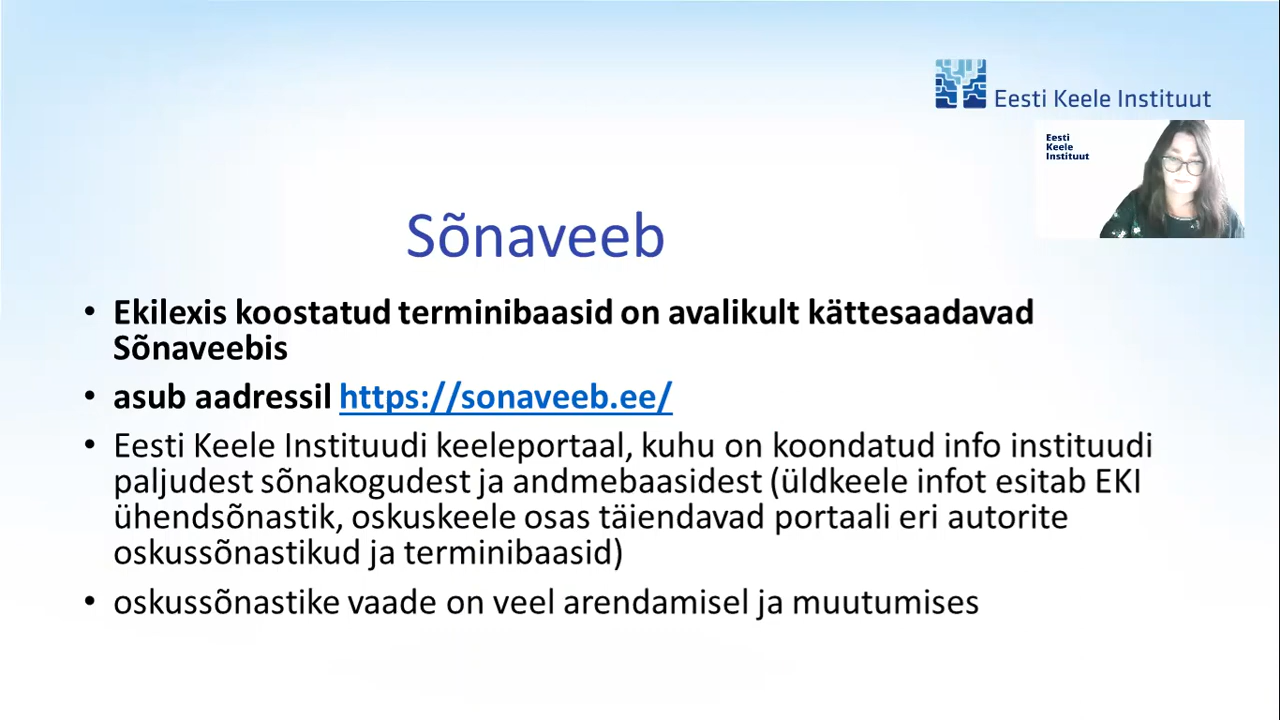 Eesti Keele Instituut
Eesti
Keele
Instituut
Sõnaveeb
• Ekilexis koostatud terminibaasid on avalikult kättesaadavad
Sõnaveebis
• asub aadressil https://sonaveeb.ee/
• Eesti Keele Instituudi keeleportaal, kuhu on koondatud info instituudi
paljudest sõnakogudest ja andmebaasidest (üldkeele infot esitab EKI
ühendsõnastik, oskuskeele osas täiendavad portaali eri autorite
oskussõnastikud ja terminibaasid)
• oskussõnastike vaade on veel arendamisel ja muutumises